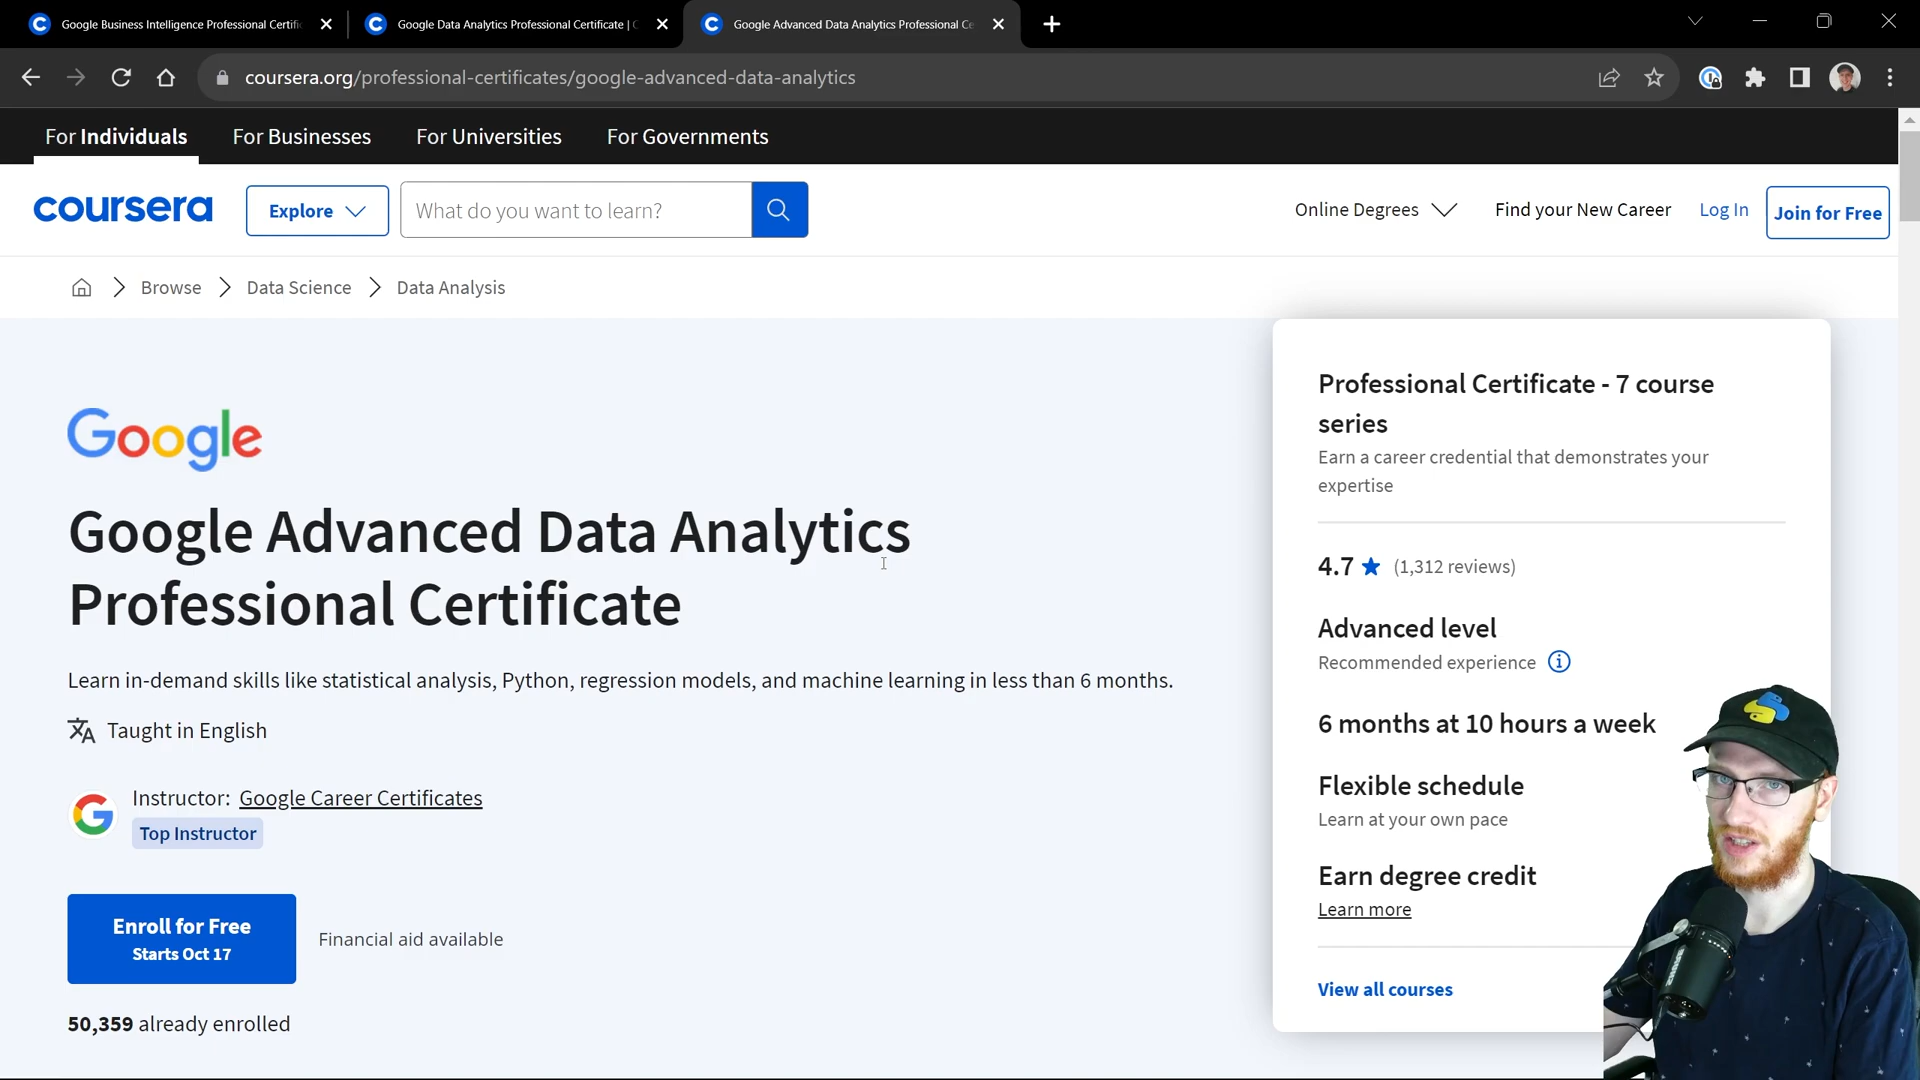 Google Business Intelligence Professional Certific
Google Data Analytics Professional Certificate | C
Google Advanced Data Analytics Professional Ce
coursera.org/professional-certificates/google-advanced-data-analytics
For Individuals
For Businesses
For Universities
For Governments
coursera
Explore
What do you want to learn?
Online Degrees
Find your New Career
Log In
Join for Free
Browse
Data Science
Data Analysis
Google
Google Advanced Data Analytics
Professional Certificate
Learn in-demand skills like statistical analysis, Python, regression models, and machine learning in less than 6 months.
Taught in English
Instructor: Google Career Certificates
Top Instructor
Enroll for Free
Starts Oct 17
Financial aid available
50,359 already enrolled
Professional Certificate - 7 course
series
Earn a career credential that demonstrates your
expertise
4.7 ★ (1,312 reviews)
Advanced level
Recommended experience
6 months at 10 hours a week
Flexible schedule
Learn at your own pace
Earn degree credit
Learn more
View all courses